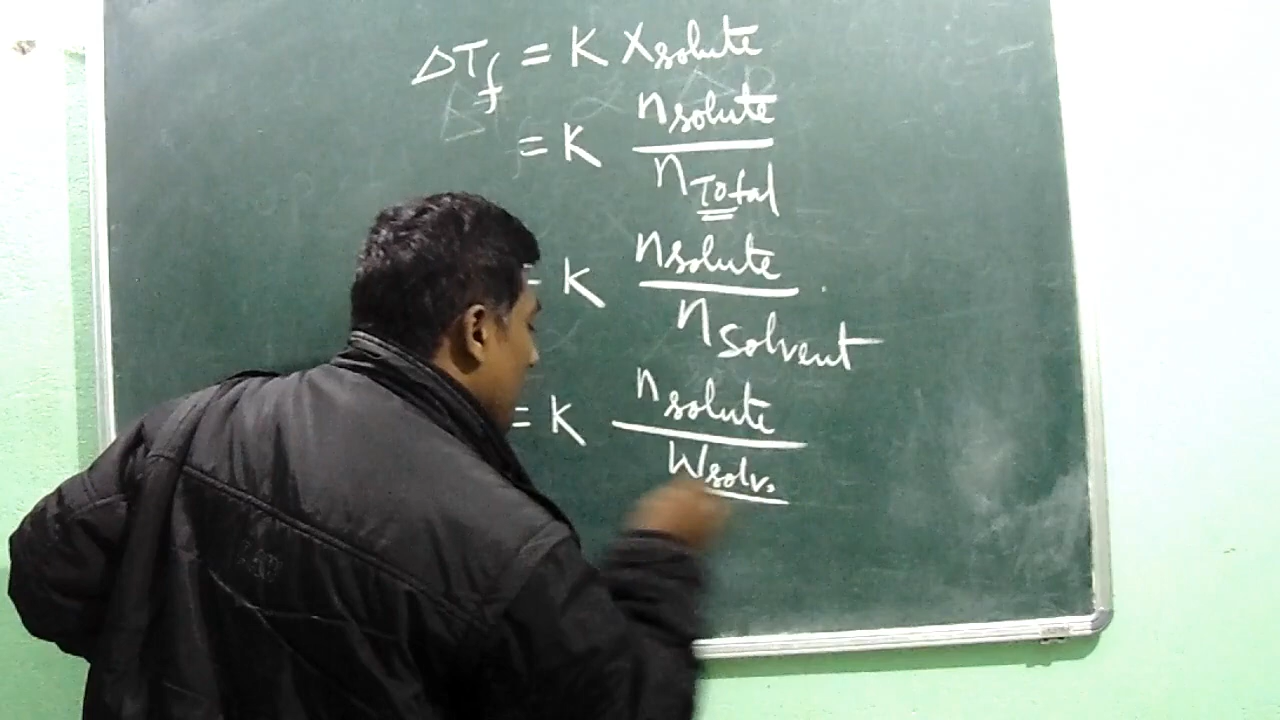 ΔTf = K Xsolute
= K nsolute / nTotal
= K nsolute / nsolvent
= K nsolute / Wsolv.